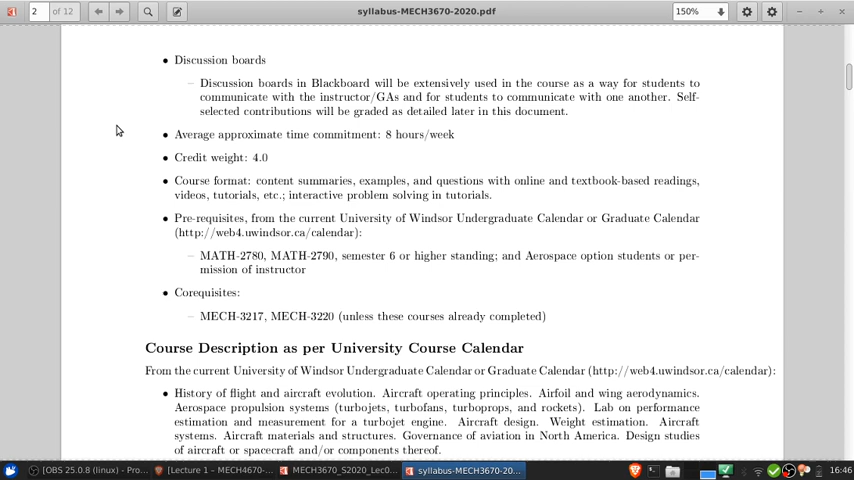 2 of 12
syllabus-MECH3670-2020.pdf
150%
• Discussion boards
– Discussion boards in Blackboard will be extensively used in the course as a way for students to
communicate with the instructor/GAs and for students to communicate with one another. Self-
selected contributions will be graded as detailed later in this document.
• Average approximate time commitment: 8 hours/week
• Credit weight: 4.0
• Course format: content summaries, examples, and questions with online and textbook-based readings,
videos, tutorials, etc.; interactive problem solving in tutorials.
• Pre-requisites, from the current University of Windsor Undergraduate Calendar or Graduate Calendar
(http://web4.uwindsor.ca/calendar):
– MATH-2780, MATH-2790, semester 6 or higher standing; and Aerospace option students or per-
mission of instructor
• Corequisites:
– MECH-3217, MECH-3220 (unless these courses already completed)
Course Description as per University Course Calendar
From the current University of Windsor Undergraduate Calendar or Graduate Calendar (http://web4.uwindsor.ca/calendar):
• History of flight and aircraft evolution. Aircraft operating principles. Airfoil and wing aerodynamics.
Aerospace propulsion systems (turbojets, turbofans, turboprops, and rockets). Lab on performance
estimation and measurement for a turbojet engine. Aircraft design. Weight estimation. Aircraft
systems. Aircraft materials and structures. Governance of aviation in North America. Design studies
of aircraft or spacecraft and/or components thereof.
[OBS 25.0.8 (linux) - Pro...
[Lecture 1 – MECH4670-...
MECH3670_S2020_Lec0...
syllabus-MECH3670-20...
16:46